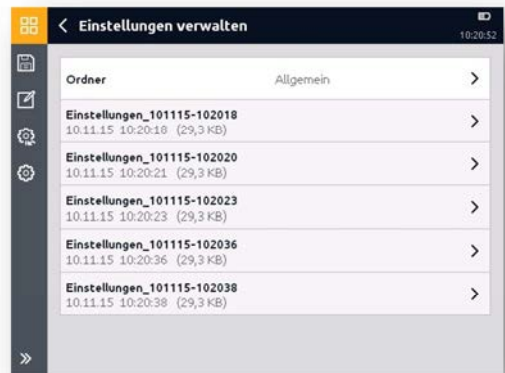 Einstellungen verwalten
10:20:52
Ordner Allgemein
Einstellungen_101115-102018
10.11.15 10:20:18 (29,3 KB)
Einstellungen_101115-102020
10.11.15 10:20:21 (29,3 KB)
Einstellungen_101115-102023
10.11.15 10:20:23 (29,3 KB)
Einstellungen_101115-102036
10.11.15 10:20:36 (29,3 KB)
Einstellungen_101115-102038
10.11.15 10:20:38 (29,3 KB)